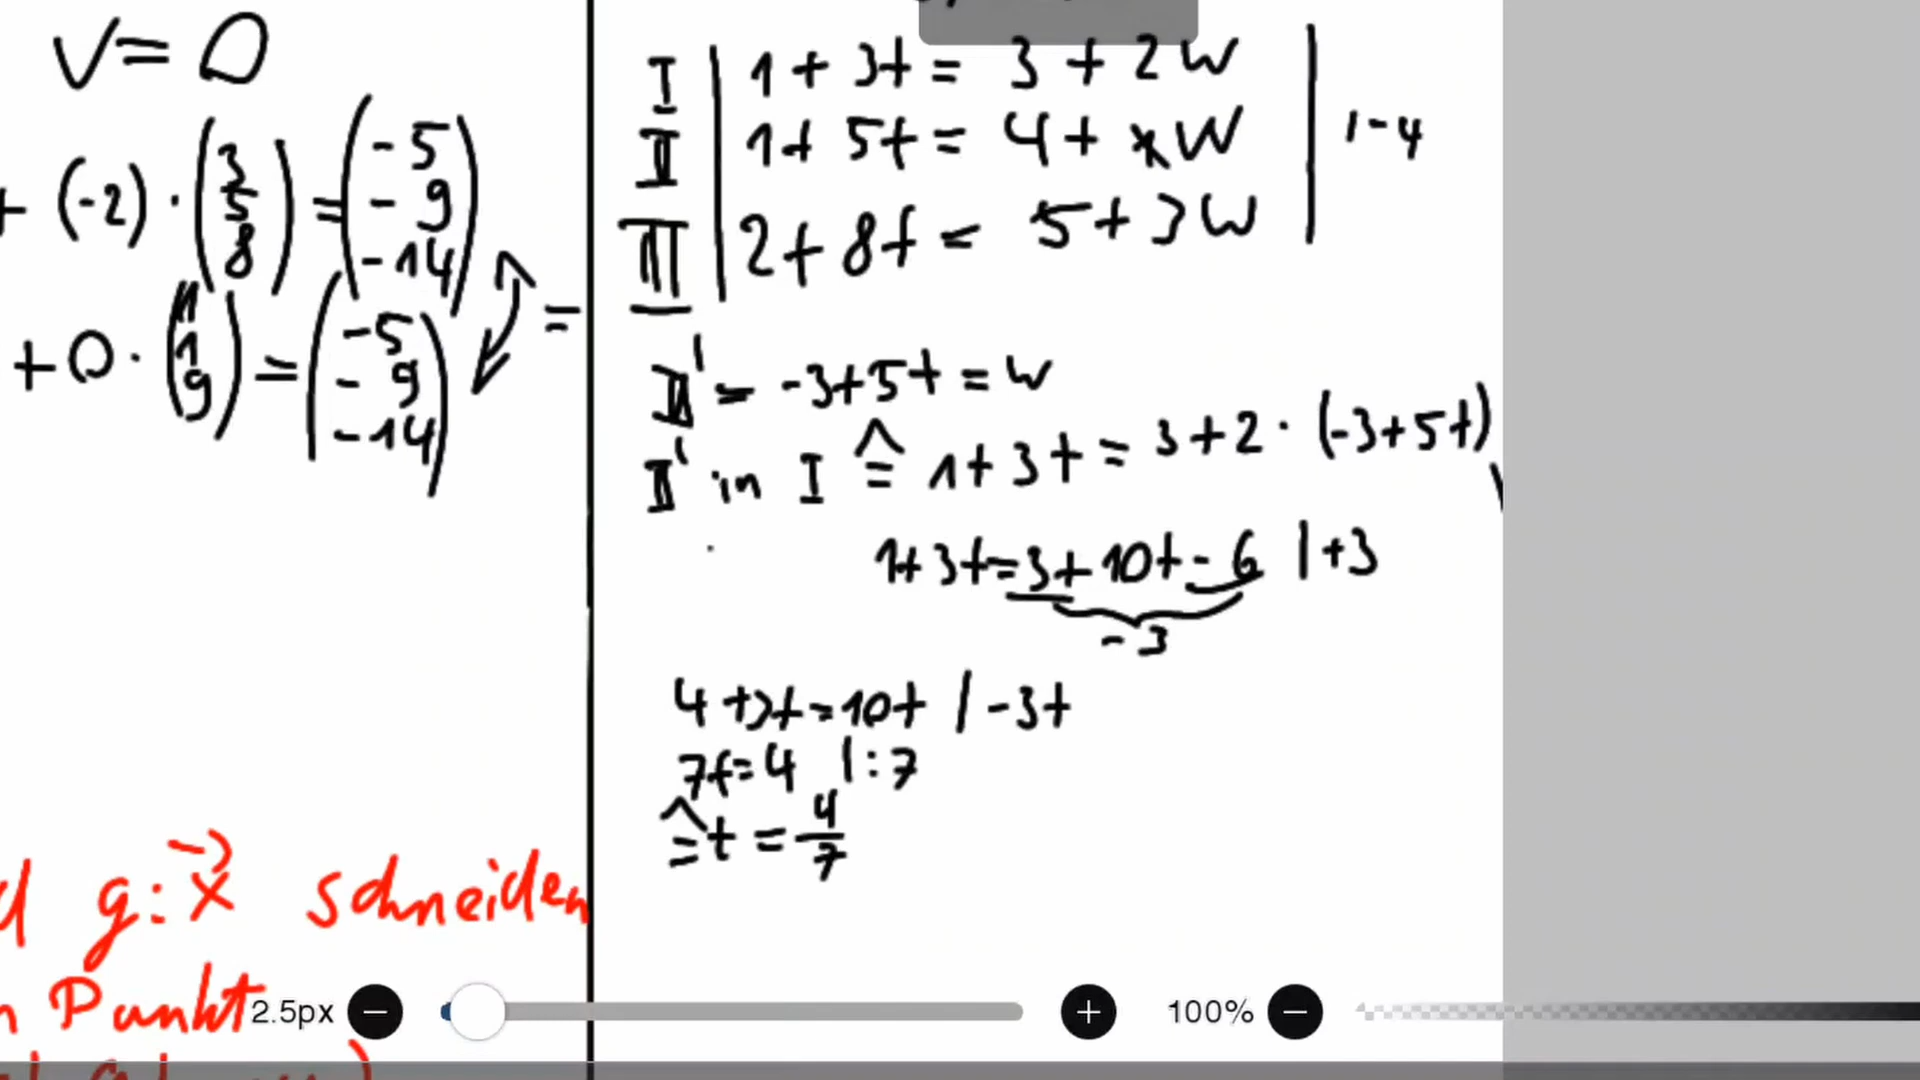 V = 0
+ (-2) · (3 5 8) = (-5 -9 -14)
+ 0 · (11 1 9) = (-5 -9 -14) =
g: x⃗ schneiden
n Punkt
I | 1 + 3t = 3 + 2w
II | 1 + 5t = 4 + w | | -4
III | 2 + 8t = 5 + 3w
II' = -3+5t = w
II' in I ≙ 1+3t = 3+2·(-3+5t)
1+3t=3+10t-6 | +3
-3
4+3t=10t | -3t
7t=4 | :7
≙ t = 4/7
2.5px
100%